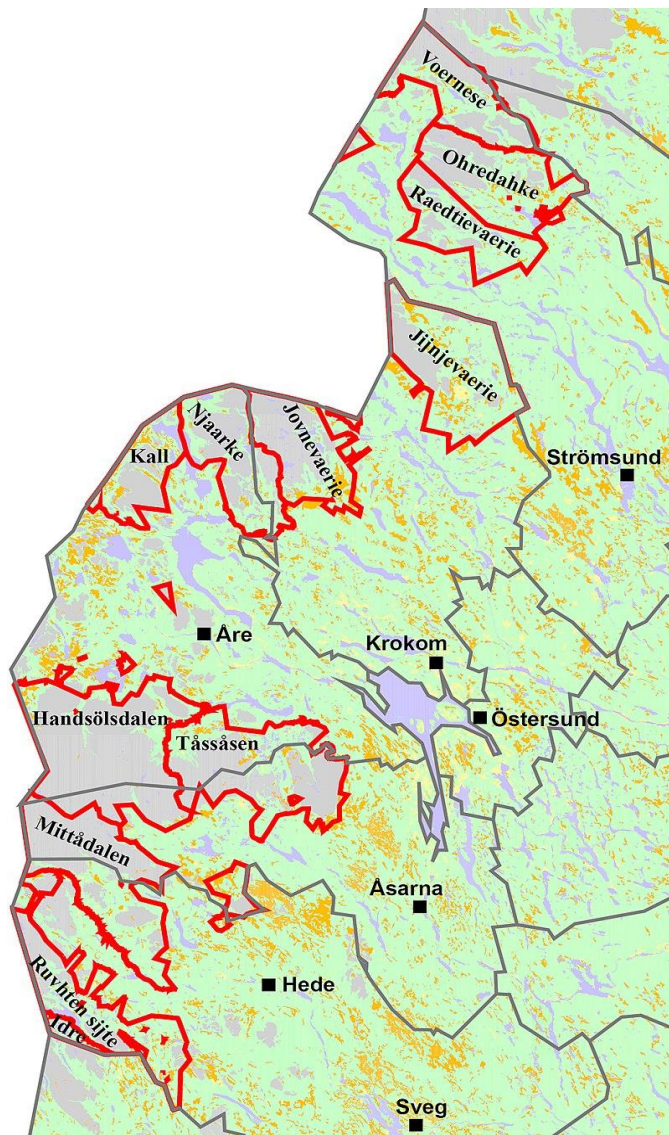 Voernese
Ohredahke
Raedtievaerie
Jijnjevaerie
Jovnevaerie
Njaarke
Kall
Strömsund
Åre
Krokom
Östersund
Handsölsdalen
Tåssåsen
Mittådalen
Åsarna
Hede
Ruvhten sijte
Idre
Sveg